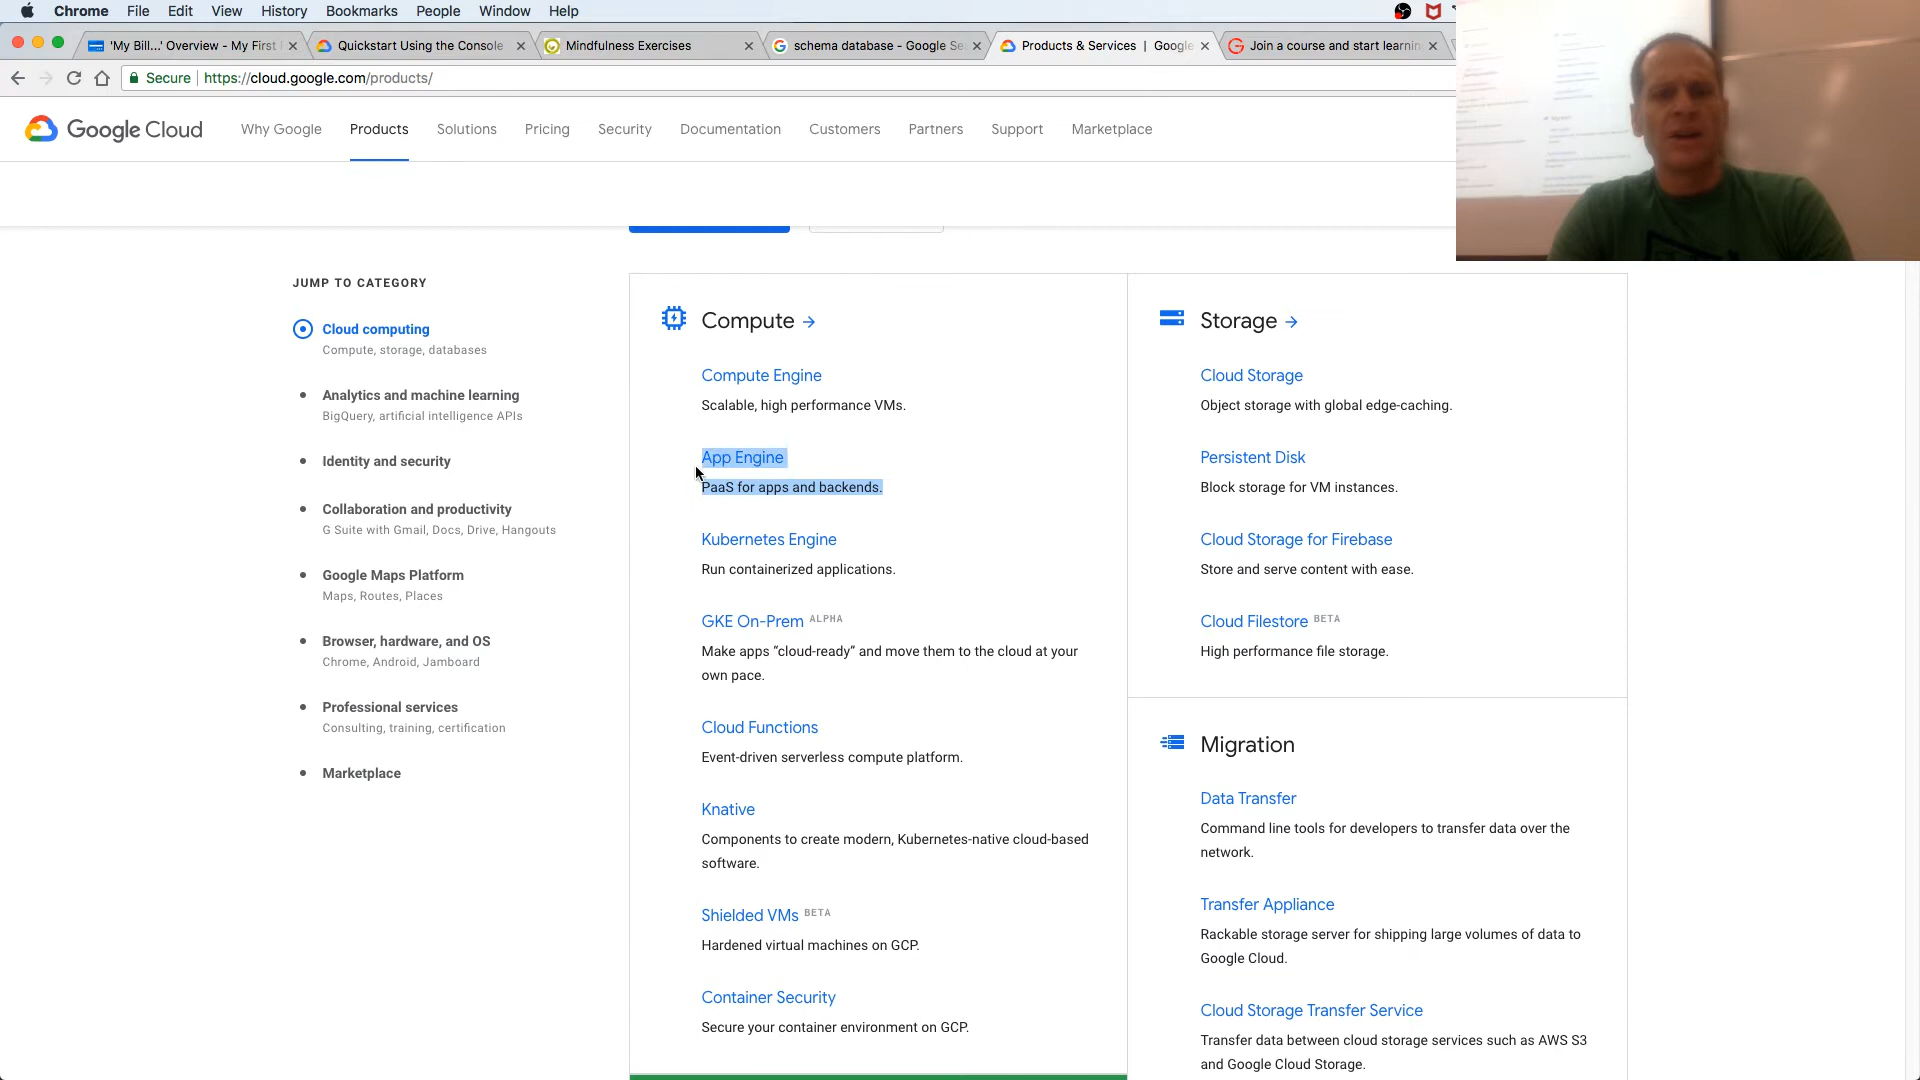 Chrome File Edit View History Bookmarks People Window Help
'My Bill...' Overview - My First
Quickstart Using the Console
Mindfulness Exercises
schema database - Google Se
Products & Services | Google
Join a course and start learnin
Secure https://cloud.google.com/products/
Google Cloud
Why Google
Products
Solutions
Pricing
Security
Documentation
Customers
Partners
Support
Marketplace
JUMP TO CATEGORY
Cloud computing
Compute, storage, databases
Analytics and machine learning
BigQuery, artificial intelligence APIs
Identity and security
Collaboration and productivity
G Suite with Gmail, Docs, Drive, Hangouts
Google Maps Platform
Maps, Routes, Places
Browser, hardware, and OS
Chrome, Android, Jamboard
Professional services
Consulting, training, certification
Marketplace
Compute
Compute Engine
Scalable, high performance VMs.
App Engine
PaaS for apps and backends.
Kubernetes Engine
Run containerized applications.
GKE On-Prem ALPHA
Make apps “cloud-ready” and move them to the cloud at your
own pace.
Cloud Functions
Event-driven serverless compute platform.
Knative
Components to create modern, Kubernetes-native cloud-based
software.
Shielded VMs BETA
Hardened virtual machines on GCP.
Container Security
Secure your container environment on GCP.
Storage
Cloud Storage
Object storage with global edge-caching.
Persistent Disk
Block storage for VM instances.
Cloud Storage for Firebase
Store and serve content with ease.
Cloud Filestore BETA
High performance file storage.
Migration
Data Transfer
Command line tools for developers to transfer data over the
network.
Transfer Appliance
Rackable storage server for shipping large volumes of data to
Google Cloud.
Cloud Storage Transfer Service
Transfer data between cloud storage services such as AWS S3
and Google Cloud Storage.